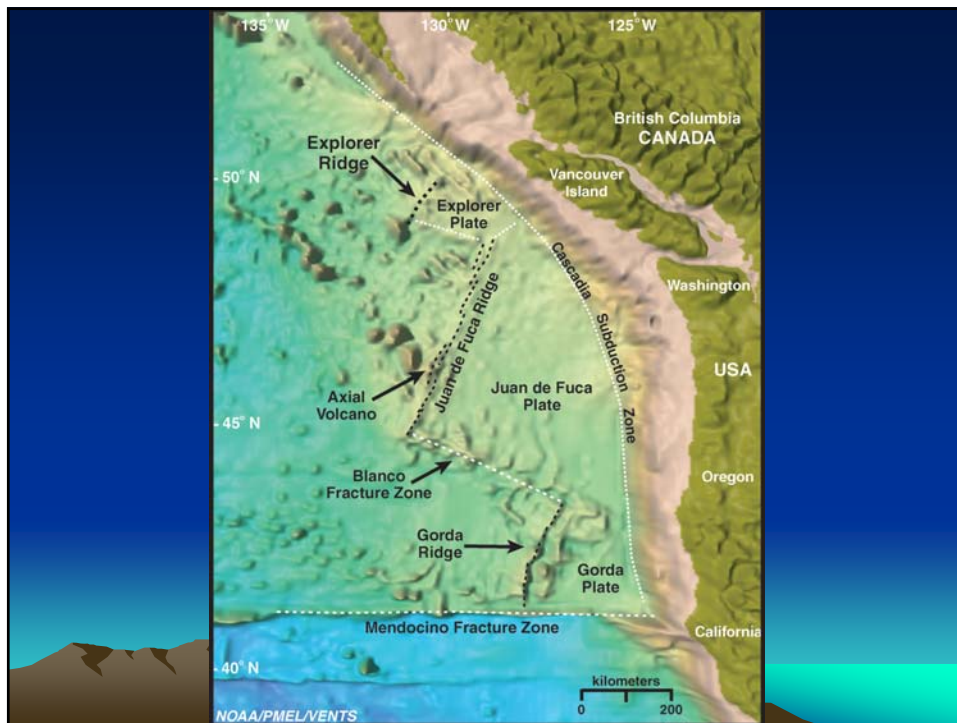 135° W
130° W
125° W
British Columbia
CANADA
Explorer
Ridge
Vancouver
Island
50° N
Explorer
Plate
Cascadia
Subduction
Zone
Washington
Juan de Fuca Ridge
USA
Axial
Volcano
Juan de Fuca
Plate
45° N
Blanco
Fracture Zone
Oregon
Gorda
Ridge
Gorda
Plate
Mendocino Fracture Zone
California
40° N
kilometers
0
200
NOAA/PMEL/VENTS